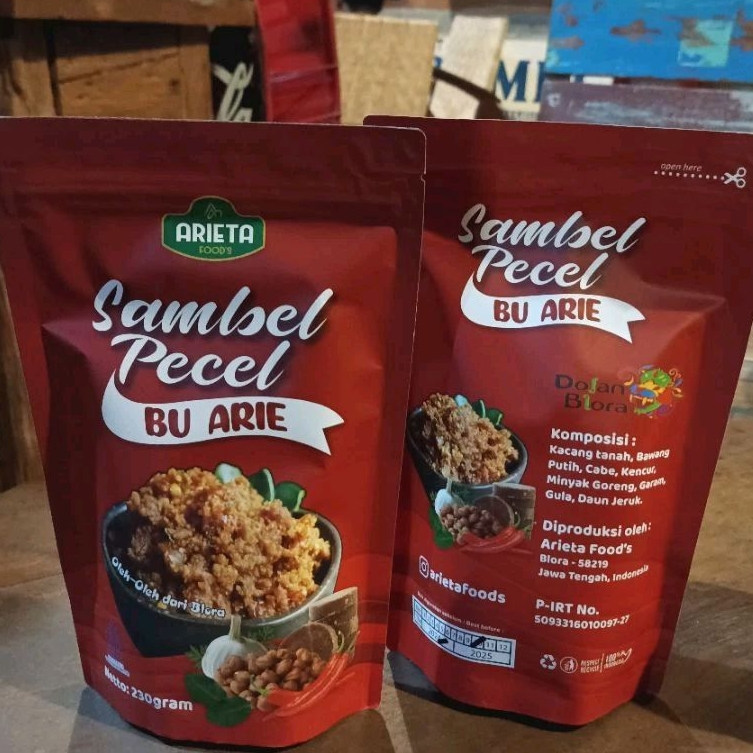 ARIETA
FOOD'S
Sambel
Pecel
BU ARIE
Oleh-Oleh dari Blora
Netto: 230gram
open here
Sambel
Pecel
BU ARIE
Dolan
Blora
Komposisi :
Kacang tanah, Bawang
Putih, Cabe, Kencur,
Minyak Goreng, Garam,
Gula, Daun Jeruk.
Diproduksi oleh:
Arieta Food's
Blora - 58219
Jawa Tengah, Indonesia
arietafoods
P-IRT No.
5093316010097-27
11 12
2025